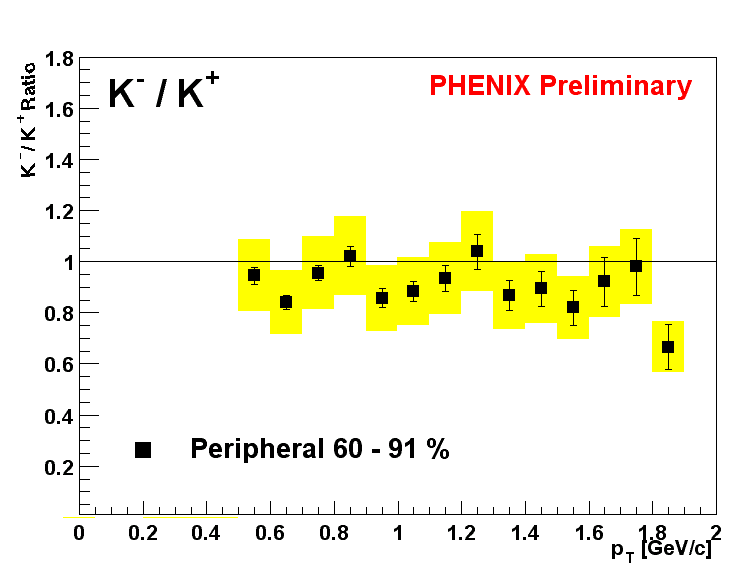 K- / K+
PHENIX Preliminary
K-/ K+ Ratio
1.8
1.6
1.4
1.2
1
0.8
0.6
0.4
0.2
Peripheral 60 - 91 %
0 0.2 0.4 0.6 0.8 1 1.2 1.4 1.6 1.8 2
pT [GeV/c]